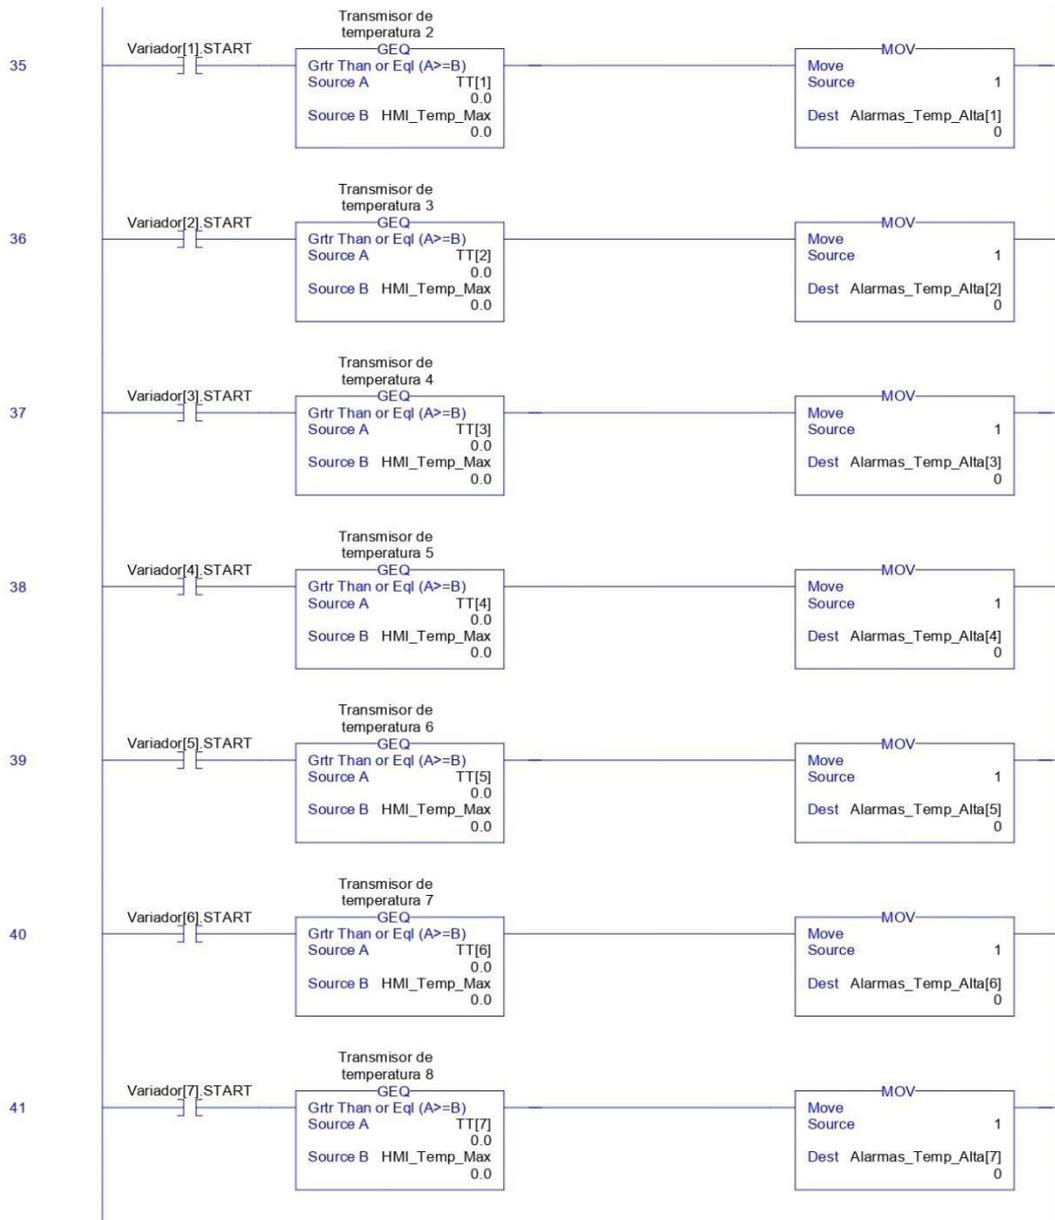 Transmisor de
temperatura 2
35
Variador[1].START
GEQ
Grtr Than or Eql (A>=B)
Source A TT[1]
0.0
Source B HMI_Temp_Max
0.0
MOV
Move
Source 1
Dest Alarmas_Temp_Alta[1]
0
Transmisor de
temperatura 3
36
Variador[2].START
GEQ
Grtr Than or Eql (A>=B)
Source A TT[2]
0.0
Source B HMI_Temp_Max
0.0
MOV
Move
Source 1
Dest Alarmas_Temp_Alta[2]
0
Transmisor de
temperatura 4
37
Variador[3].START
GEQ
Grtr Than or Eql (A>=B)
Source A TT[3]
0.0
Source B HMI_Temp_Max
0.0
MOV
Move
Source 1
Dest Alarmas_Temp_Alta[3]
0
Transmisor de
temperatura 5
38
Variador[4].START
GEQ
Grtr Than or Eql (A>=B)
Source A TT[4]
0.0
Source B HMI_Temp_Max
0.0
MOV
Move
Source 1
Dest Alarmas_Temp_Alta[4]
0
Transmisor de
temperatura 6
39
Variador[5].START
GEQ
Grtr Than or Eql (A>=B)
Source A TT[5]
0.0
Source B HMI_Temp_Max
0.0
MOV
Move
Source 1
Dest Alarmas_Temp_Alta[5]
0
Transmisor de
temperatura 7
40
Variador[6].START
GEQ
Grtr Than or Eql (A>=B)
Source A TT[6]
0.0
Source B HMI_Temp_Max
0.0
MOV
Move
Source 1
Dest Alarmas_Temp_Alta[6]
0
Transmisor de
temperatura 8
41
Variador[7].START
GEQ
Grtr Than or Eql (A>=B)
Source A TT[7]
0.0
Source B HMI_Temp_Max
0.0
MOV
Move
Source 1
Dest Alarmas_Temp_Alta[7]
0